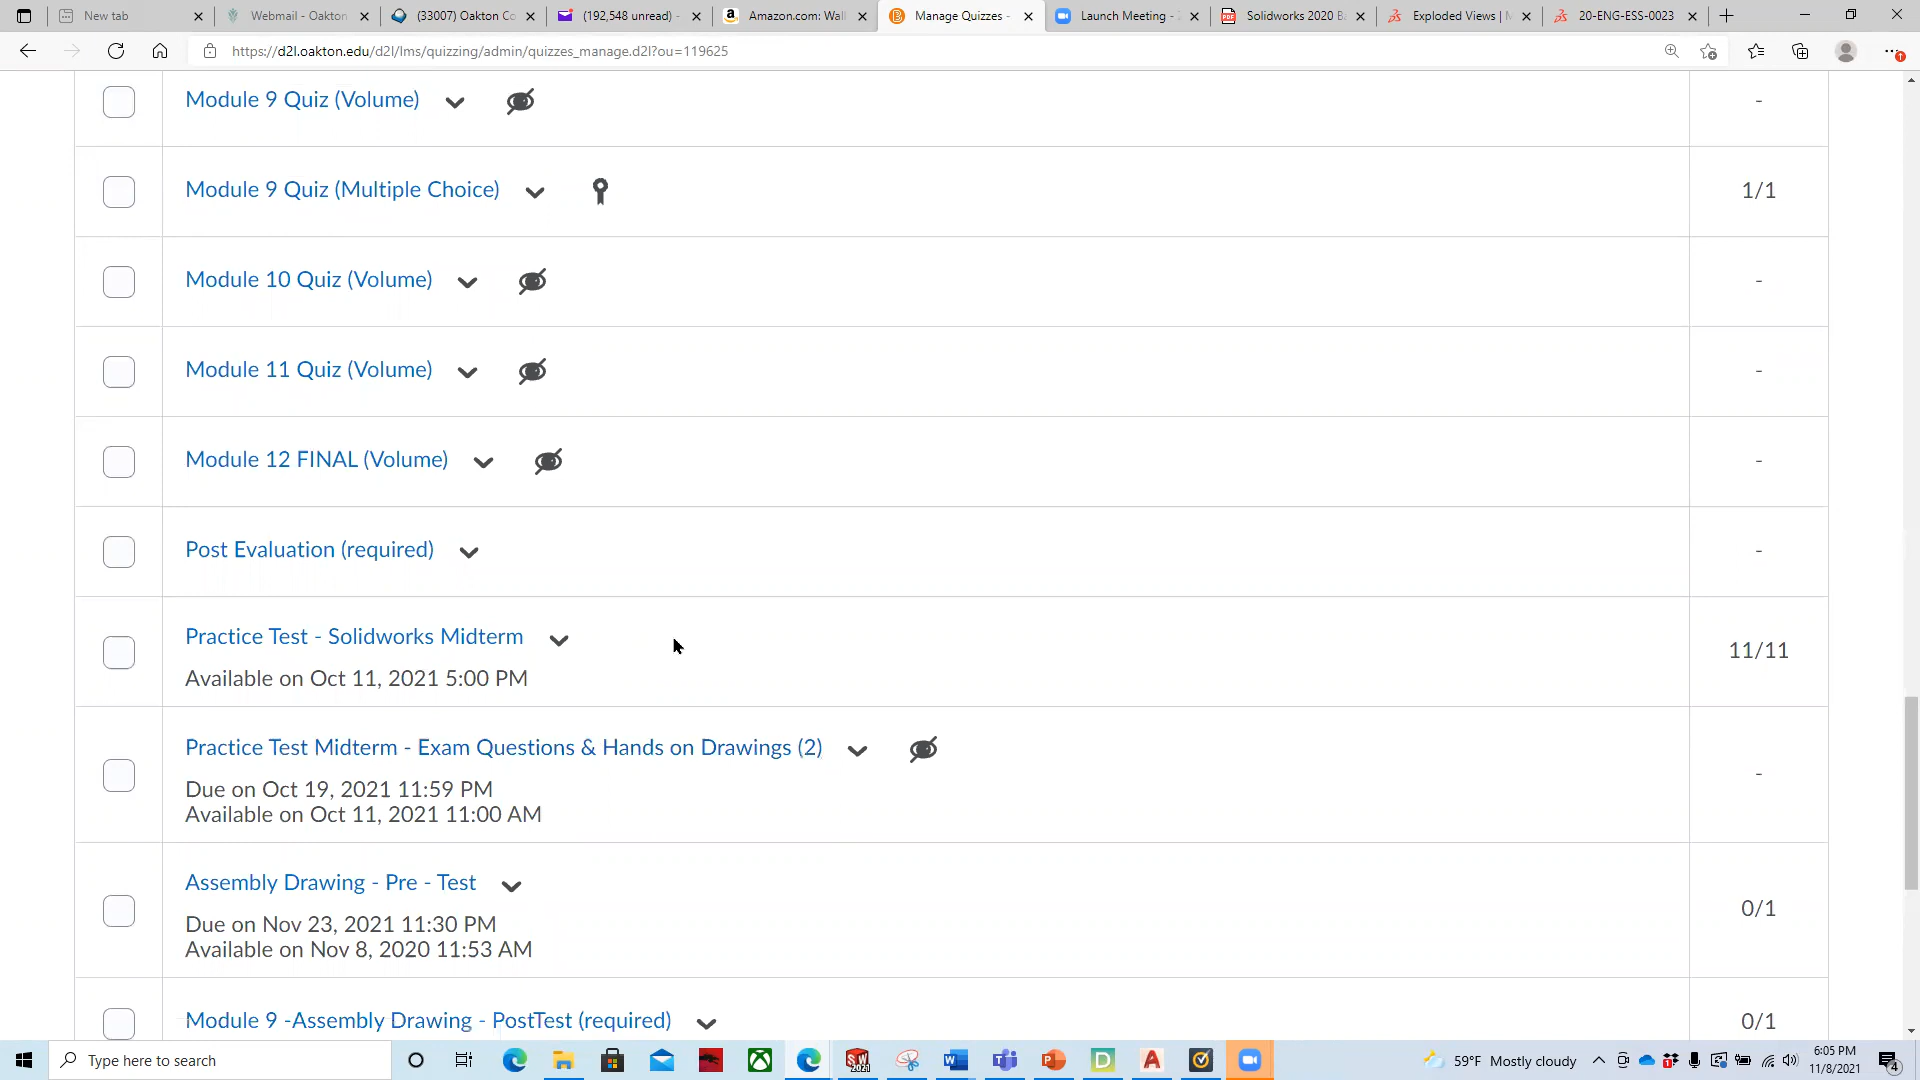 New tab
Webmail - Oakton
(33007) Oakton Co
(192,548 unread) -
Amazon.com: Wall
Manage Quizzes -
Launch Meeting -
Solidworks 2020 B
Exploded Views |
20-ENG-ESS-0023
https://d2l.oakton.edu/d2l/lms/quizzing/admin/quizzes_manage.d2l?ou=119625
Module 9 Quiz (Volume)
-
Module 9 Quiz (Multiple Choice)
1/1
Module 10 Quiz (Volume)
-
Module 11 Quiz (Volume)
-
Module 12 FINAL (Volume)
-
Post Evaluation (required)
-
Practice Test - Solidworks Midterm
Available on Oct 11, 2021 5:00 PM
11/11
Practice Test Midterm - Exam Questions & Hands on Drawings (2)
Due on Oct 19, 2021 11:59 PM
Available on Oct 11, 2021 11:00 AM
-
Assembly Drawing - Pre - Test
Due on Nov 23, 2021 11:30 PM
Available on Nov 8, 2020 11:53 AM
0/1
Module 9 -Assembly Drawing - PostTest (required)
0/1
Type here to search
59°F Mostly cloudy
6:05 PM
11/8/2021